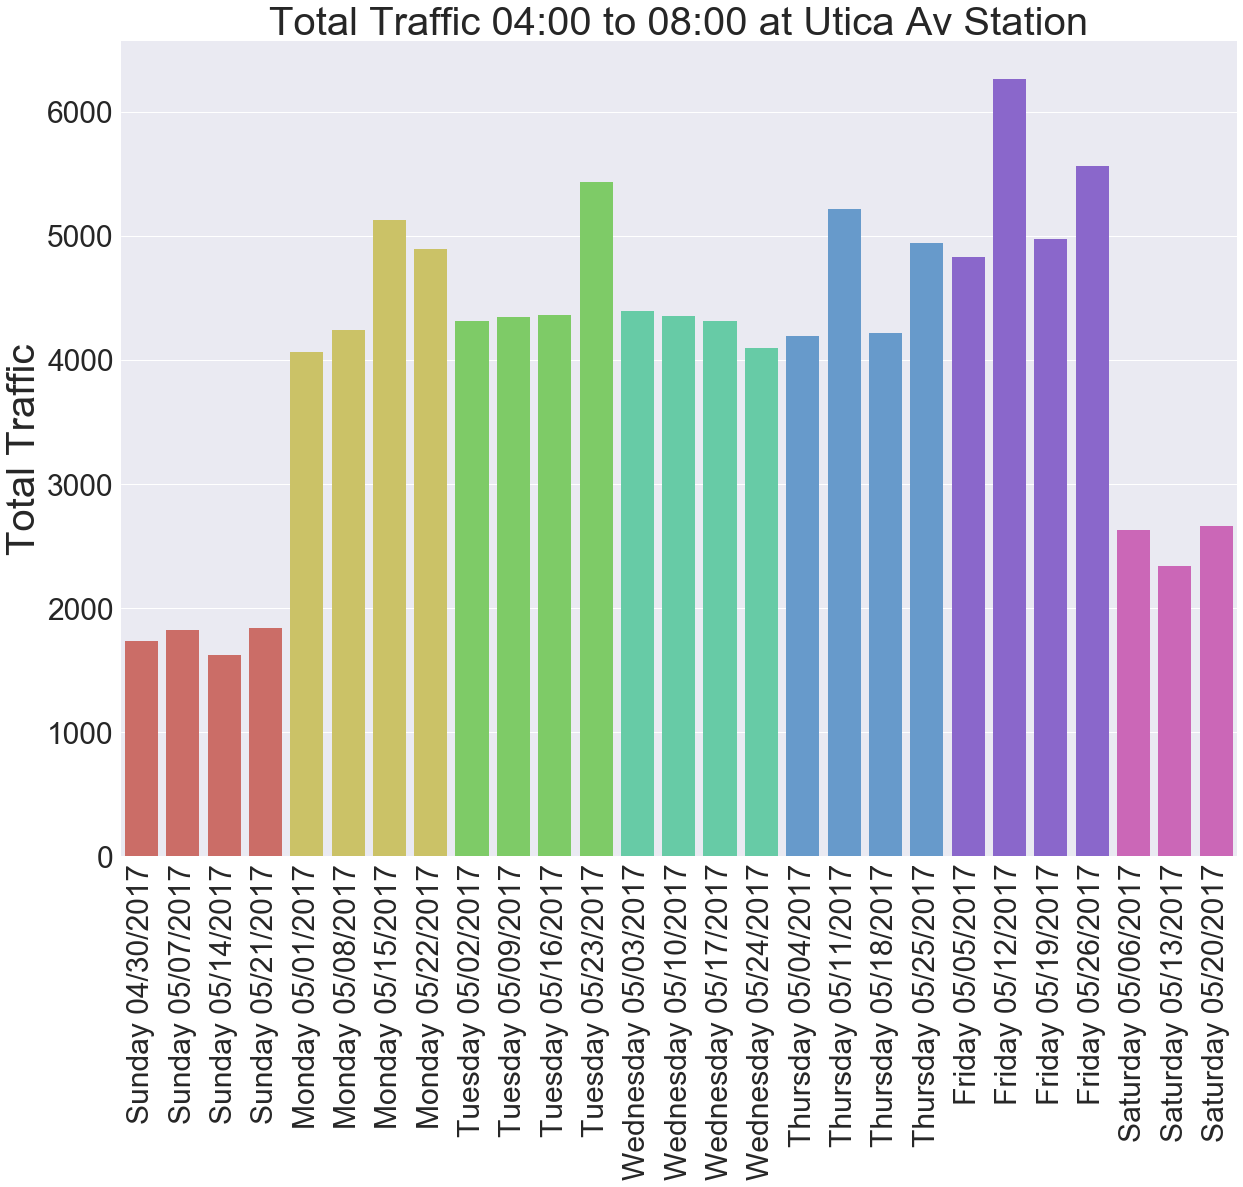 Total Traffic 04:00 to 08:00 at Utica Av Station
Total Traffic
6000
5000
4000
3000
2000
1000
0
Sunday 04/30/2017
Sunday 05/07/2017
Sunday 05/14/2017
Sunday 05/21/2017
Monday 05/01/2017
Monday 05/08/2017
Monday 05/15/2017
Monday 05/22/2017
Tuesday 05/02/2017
Tuesday 05/09/2017
Tuesday 05/16/2017
Tuesday 05/23/2017
Wednesday 05/03/2017
Wednesday 05/10/2017
Wednesday 05/17/2017
Wednesday 05/24/2017
Thursday 05/04/2017
Thursday 05/11/2017
Thursday 05/18/2017
Thursday 05/25/2017
Friday 05/05/2017
Friday 05/12/2017
Friday 05/19/2017
Friday 05/26/2017
Saturday 05/06/2017
Saturday 05/13/2017
Saturday 05/20/2017